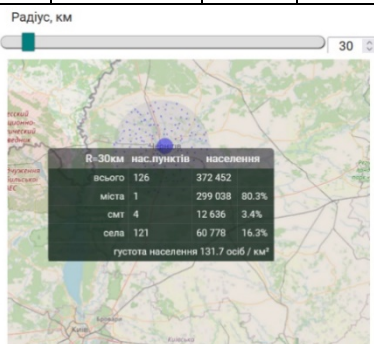 Радіус, км
30
R=30км нас.пунктів населення
всього 126 372 452
міста 1 299 038 80.3%
смт 4 12 636 3.4%
села 121 60 778 16.3%
густота населення 131.7 осіб / км²